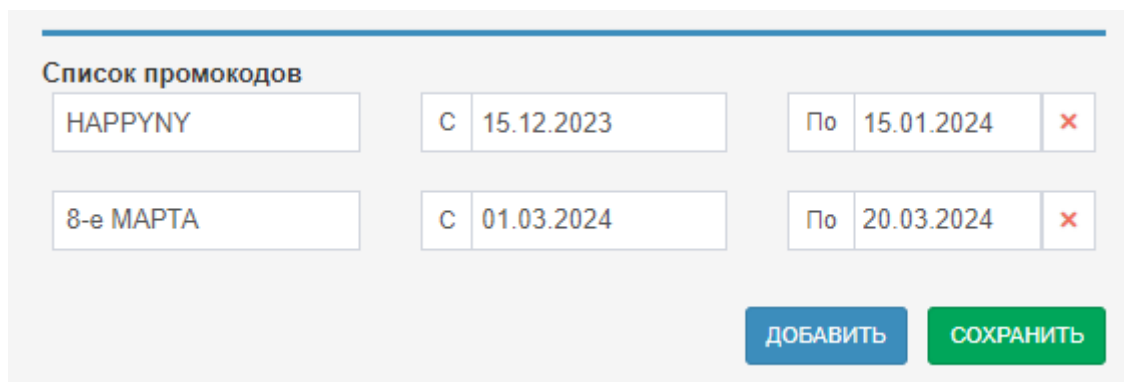 Список промокодов
HAPPYNY С 15.12.2023 По 15.01.2024 ×
8-е МАРТА С 01.03.2024 По 20.03.2024 ×
ДОБАВИТЬ СОХРАНИТЬ